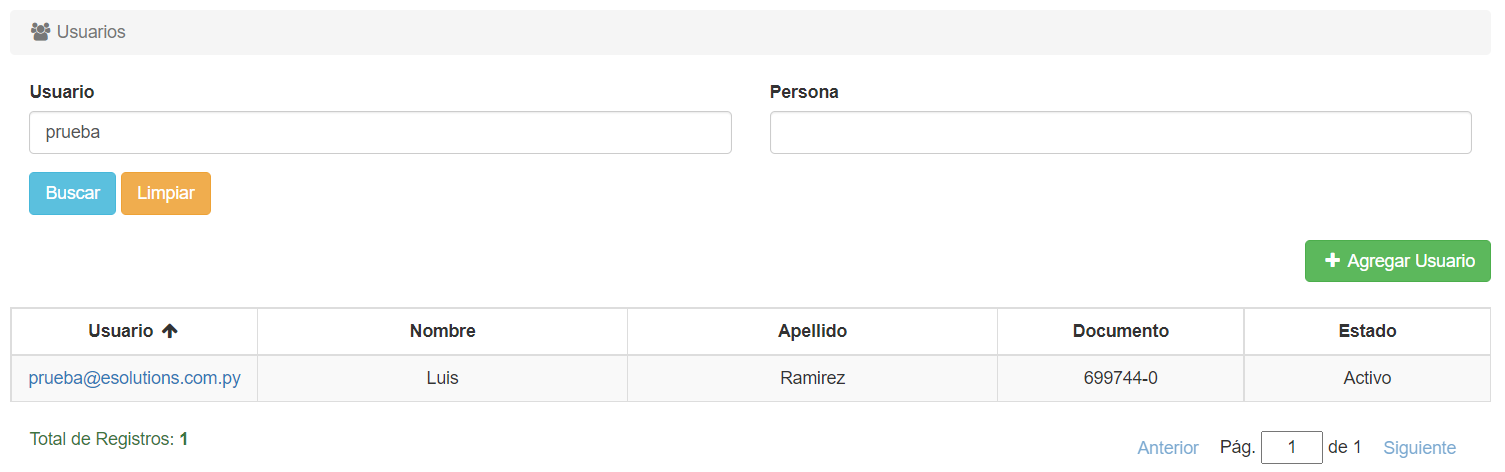 Usuarios
Usuario Persona
prueba
Buscar Limpiar
Agregar Usuario
Usuario Nombre Apellido Documento Estado
prueba@esolutions.com.py Luis Ramirez 699744-0 Activo
Total de Registros: 1
Anterior Pág. 1 de 1 Siguiente